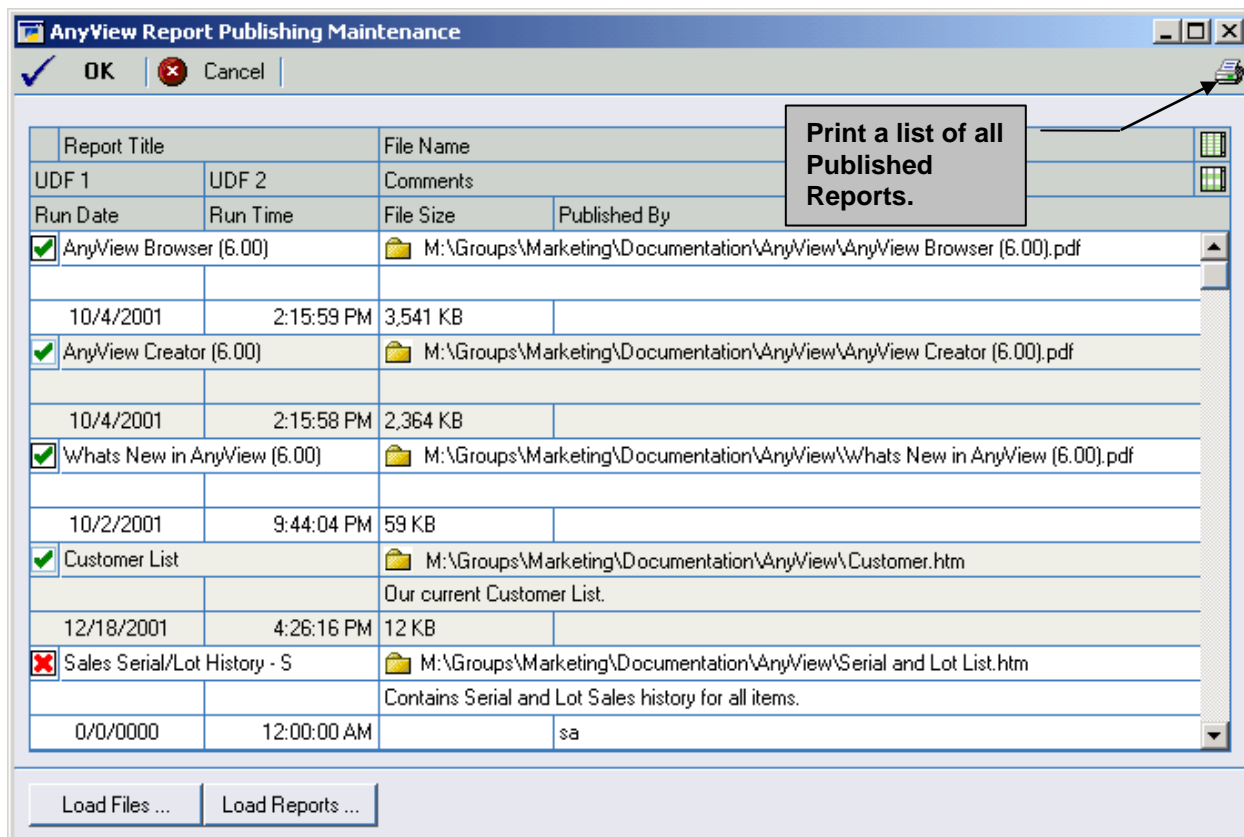 AnyView Report Publishing Maintenance
OK Cancel
Print a list of all
Published
Reports.
Report Title File Name
UDF 1 UDF 2 Comments
Run Date Run Time File Size Published By
AnyView Browser (6.00) M:\Groups\Marketing\Documentation\AnyView\AnyView Browser (6.00).pdf
10/4/2001 2:15:59 PM 3,541 KB
AnyView Creator (6.00) M:\Groups\Marketing\Documentation\AnyView\AnyView Creator (6.00).pdf
10/4/2001 2:15:58 PM 2,364 KB
Whats New in AnyView (6.00) M:\Groups\Marketing\Documentation\AnyView\Whats New in AnyView (6.00).pdf
10/2/2001 9:44:04 PM 59 KB
Customer List M:\Groups\Marketing\Documentation\AnyView\Customer.htm
Our current Customer List.
12/18/2001 4:26:16 PM 12 KB
Sales Serial/Lot History - S M:\Groups\Marketing\Documentation\AnyView\Serial and Lot List.htm
Contains Serial and Lot Sales history for all items.
0/0/0000 12:00:00 AM sa
Load Files ... Load Reports ...